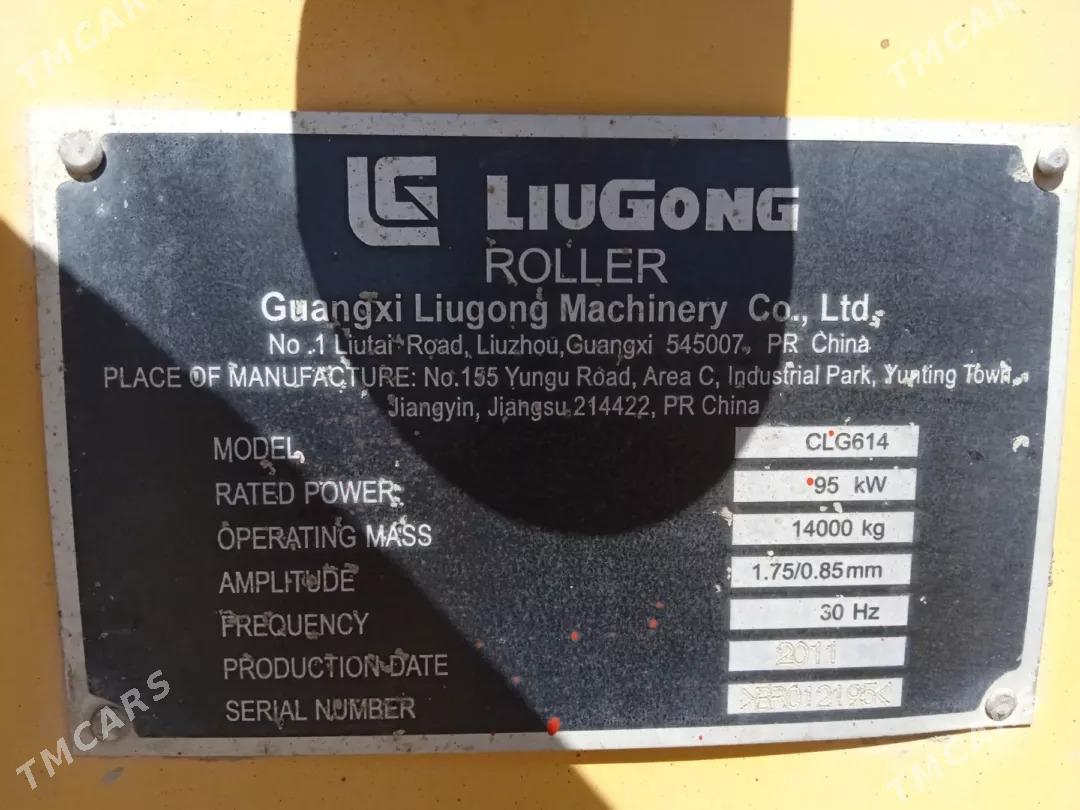 TMCARS
TMCARS
LG LIUGONG
ROLLER
Guangxi Liugong Machinery Co., Ltd.
No.1 Liutai Road, Liuzhou, Guangxi 545007, PR China
PLACE OF MANUFACTURE: No.155 Yungu Road, Area C, Industrial Park, Yunting Town,
Jiangyin, Jiangsu 214422, PR China
MODEL CLG614
RATED POWER 95 kW
OPERATING MASS 14000 kg
AMPLITUDE 1.75/0.85mm
FREQUENCY 30 Hz
PRODUCTION DATE 2011
SERIAL NUMBER
TMCARS
TMCARS